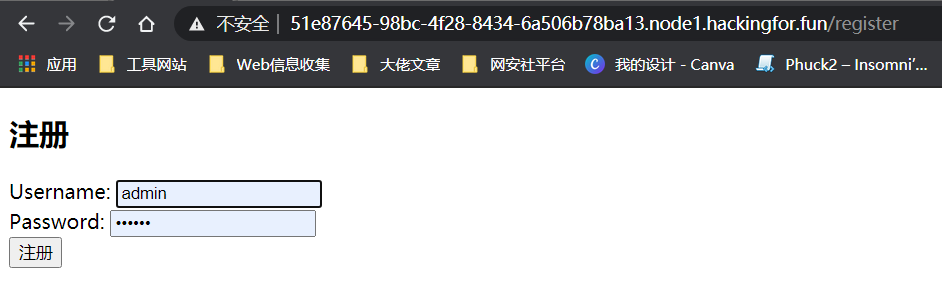 不安全 | 51e87645-98bc-4f28-8434-6a506b78ba13.node1.hackingfor.fun/register
应用 工具网站 Web信息收集 大佬文章 网安社平台 我的设计 - Canva Phuck2 – Insomni'...
注册
Username: admin
Password: ••••••
注册